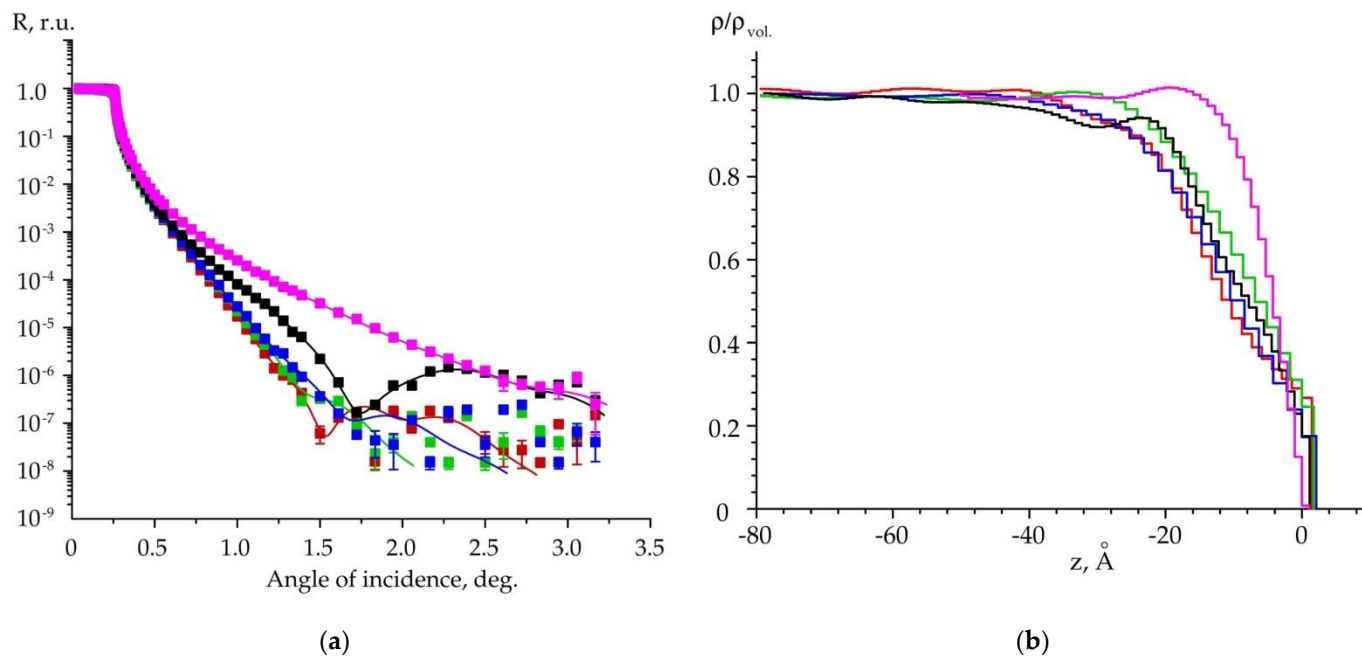 R, r.u.
1.0
10⁻¹
10⁻²
10⁻³
10⁻⁴
10⁻⁵
10⁻⁶
10⁻⁷
10⁻⁸
10⁻⁹
0 0.5 1.0 1.5 2.0 2.5 3.0 3.5
Angle of incidence, deg.
(a)
ρ/ρvol.
1.0
0.8
0.6
0.4
0.2
0
-80 -60 -40 -20 0
z, Å
(b)